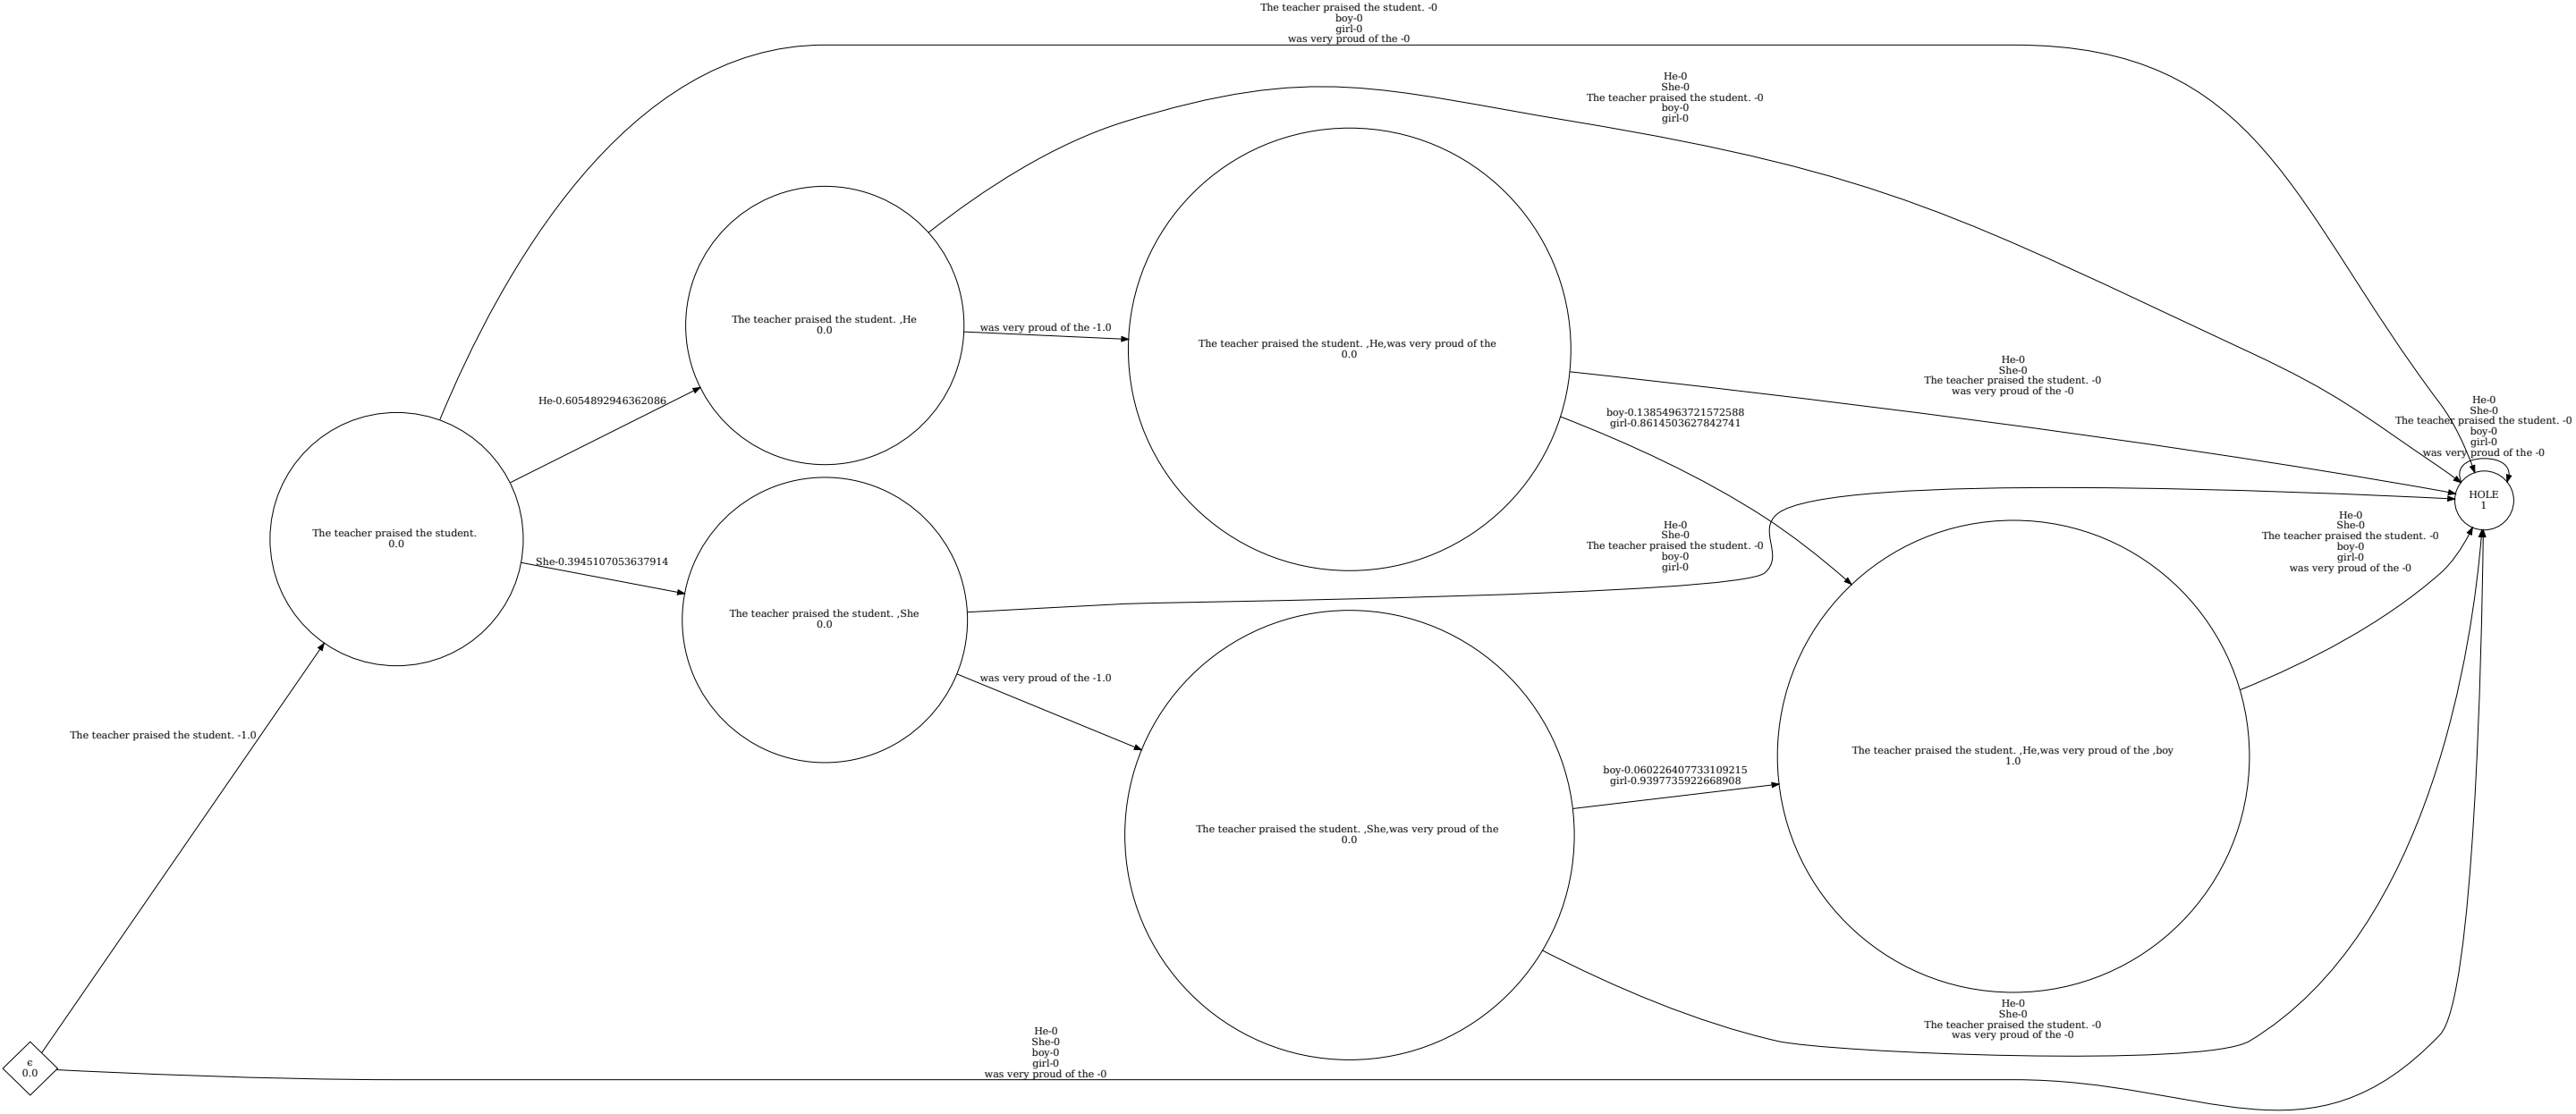 The teacher praised the student. -0
boy-0
girl-0
was very proud of the -0
He-0
She-0
The teacher praised the student. -0
boy-0
girl-0
The teacher praised the student. ,He
0.0
was very proud of the -1.0
The teacher praised the student. ,He,was very proud of the
0.0
He-0
She-0
The teacher praised the student. -0
was very proud of the -0
He-0.6054892946362086
boy-0.13854963721572588
girl-0.8614503627842741
He-0
She-0
The teacher praised the student. -0
boy-0
girl-0
was very proud of the -0
HOLE
1
The teacher praised the student.
0.0
She-0.3945107053637914
He-0
She-0
The teacher praised the student. -0
boy-0
girl-0
He-0
She-0
The teacher praised the student. -0
boy-0
girl-0
was very proud of the -0
The teacher praised the student. ,She
0.0
was very proud of the -1.0
The teacher praised the student. -1.0
boy-0.060226407733109215
girl-0.9397735922668908
The teacher praised the student. ,He,was very proud of the ,boy
1.0
The teacher praised the student. ,She,was very proud of the
0.0
He-0
She-0
The teacher praised the student. -0
was very proud of the -0
He-0
She-0
boy-0
girl-0
was very proud of the -0
ϵ
0.0